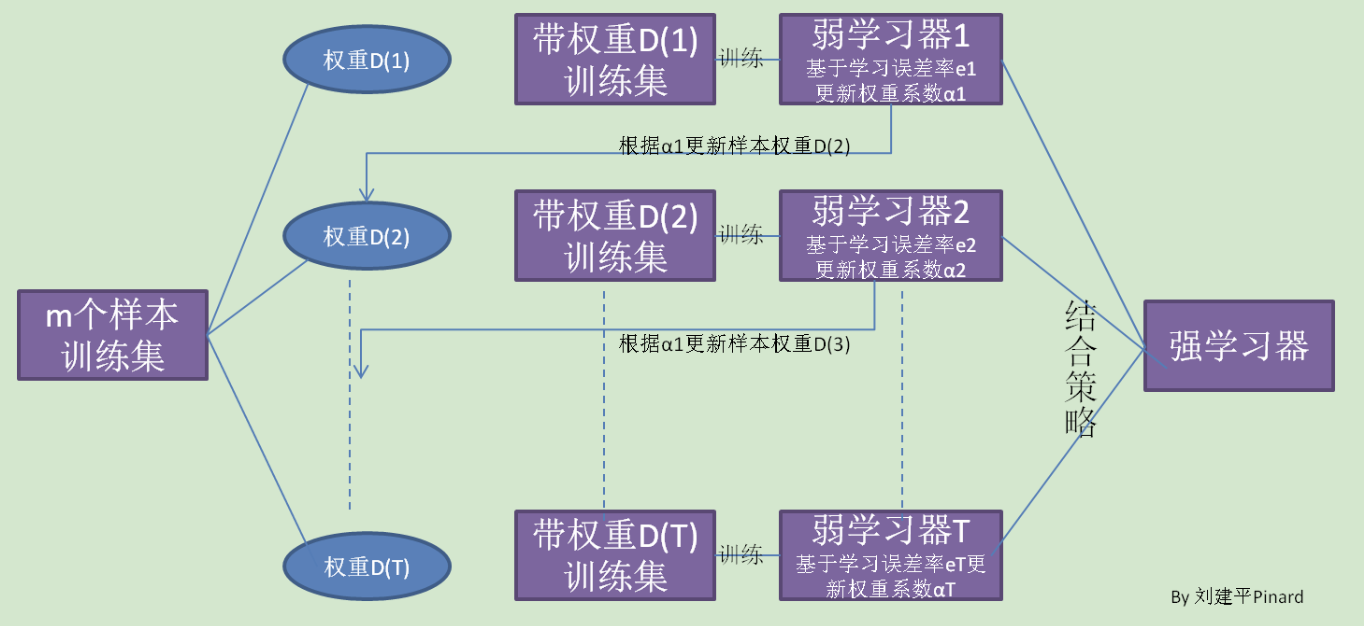 权重D(1)
带权重D(1)
训练集
训练
弱学习器1
基于学习误差率e1
更新权重系数α1
根据α1更新样本权重D(2)
权重D(2)
带权重D(2)
训练集
训练
弱学习器2
基于学习误差率e2
更新权重系数α2
m个样本
训练集
根据α1更新样本权重D(3)
结
合
策
略
强学习器
权重D(T)
带权重D(T)
训练集
训练
弱学习器T
基于学习误差率eT更
新权重系数αT
By 刘建平Pinard